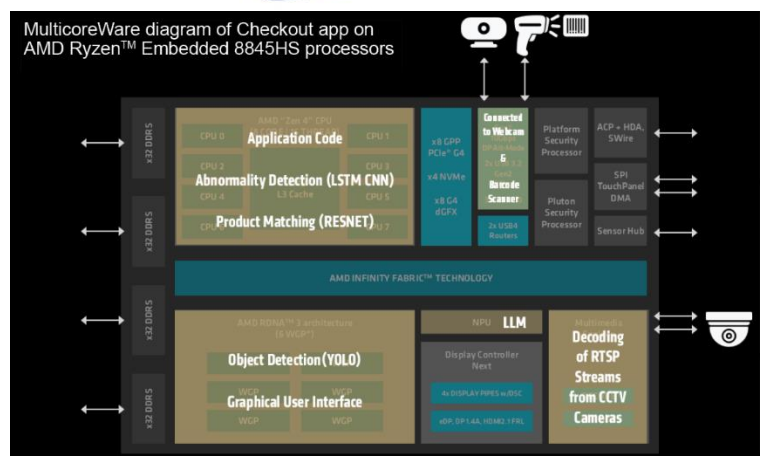 MulticoreWare diagram of Checkout app on
AMD Ryzen™ Embedded 8845HS processors
x32 DDR5
x32 DDR5
x32 DDR5
x32 DDR5
AMD "Zen 4" CPU
CPU 0
CPU 1
Application Code
CPU 2
CPU 3
Abnormality Detection (LSTM CNN)
CPU 4
L3 Cache
CPU 5
Product Matching (RESNET)
CPU 7
x8 GPP
PCIe® G4
x4 NVMe
x8 G4
dGFX
Connected
to Webcam
&
Barcode
Scanner
2x USB4
Routers
Platform
Security
Processor
Pluton
Security
Processor
ACP + HDA,
SWire
SPI
TouchPanel
DMA
Sensor Hub
AMD INFINITY FABRIC™ TECHNOLOGY
AMD RDNA™ 3 architecture
Object Detection(YOLO)
WGP
WGP
Graphical User Interface
WGP
WGP
NPU
LLM
Display Controller
Next
4x DISPLAY PIPES w/DSC
eDP, DP1.4A, HDMI2.1 FRL
Multimedia
Decoding
of RTSP
Streams
from CCTV
Cameras